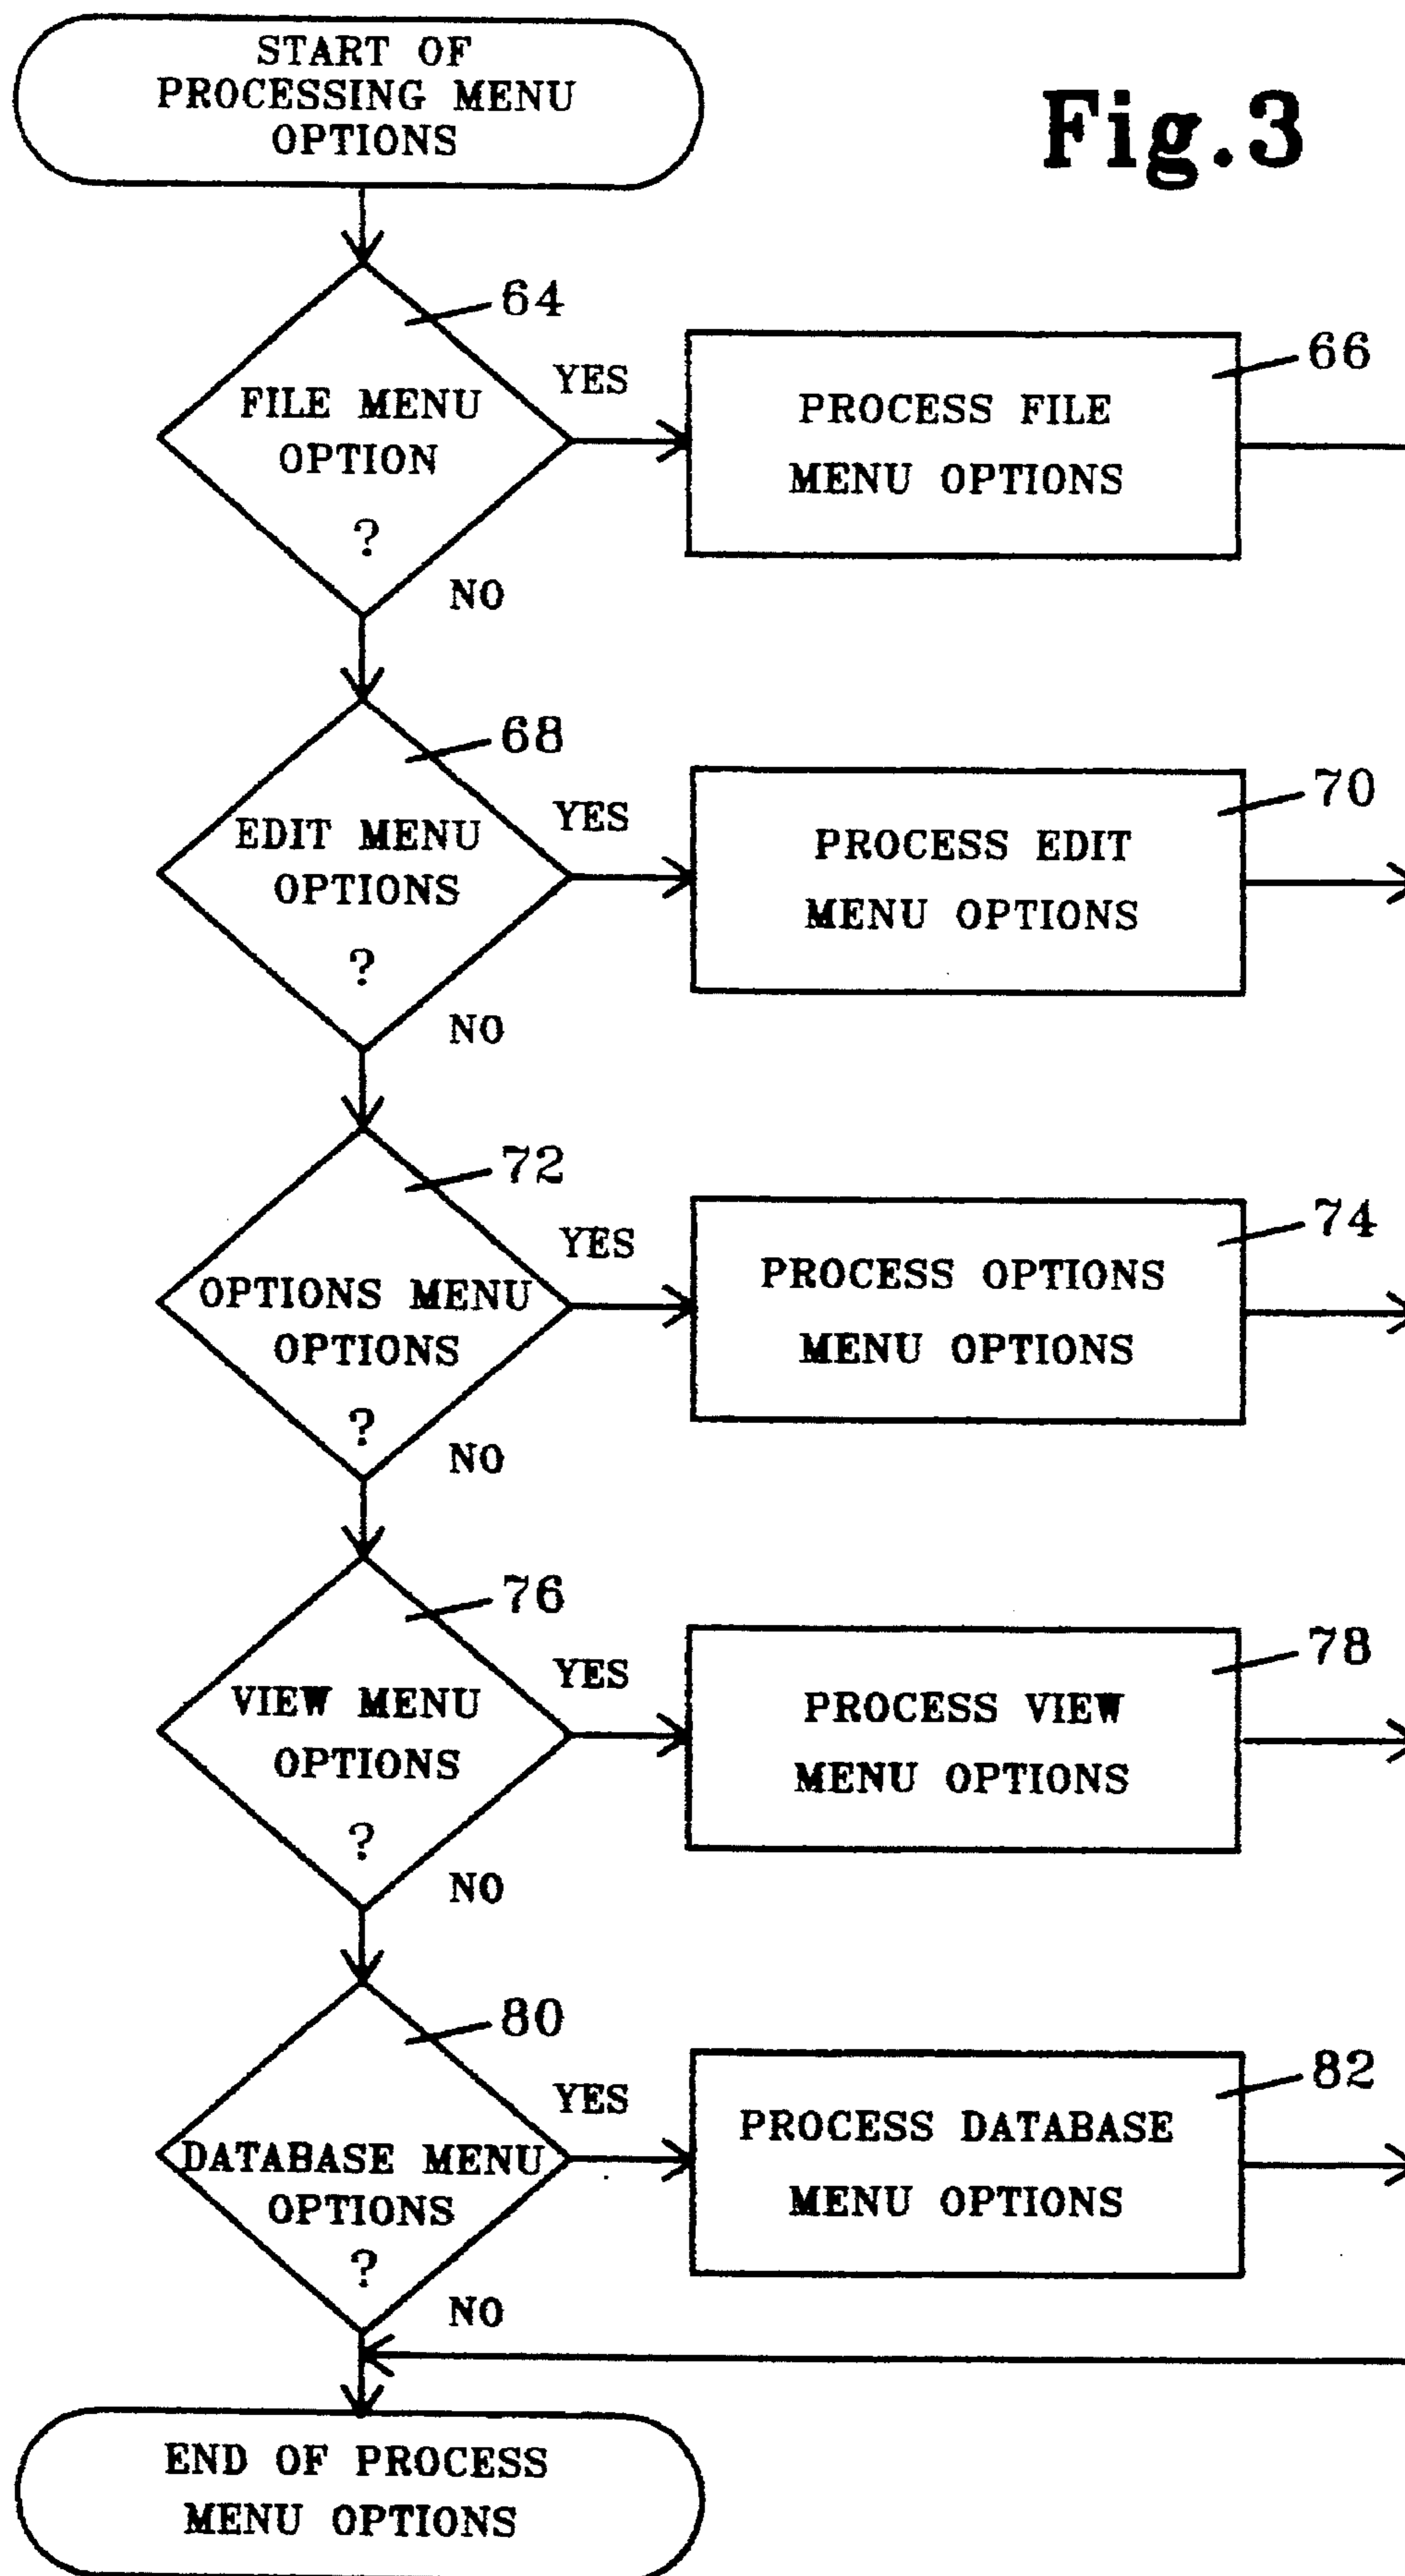 START OF
PROCESSING MENU
OPTIONS
Fig.3
64
FILE MENU
OPTION
?
YES
NO
66
PROCESS FILE
MENU OPTIONS
68
EDIT MENU
OPTIONS
?
YES
NO
70
PROCESS EDIT
MENU OPTIONS
72
OPTIONS MENU
OPTIONS
?
YES
NO
74
PROCESS OPTIONS
MENU OPTIONS
76
VIEW MENU
OPTIONS
?
YES
NO
78
PROCESS VIEW
MENU OPTIONS
80
DATABASE MENU
OPTIONS
?
YES
NO
82
PROCESS DATABASE
MENU OPTIONS
END OF PROCESS
MENU OPTIONS